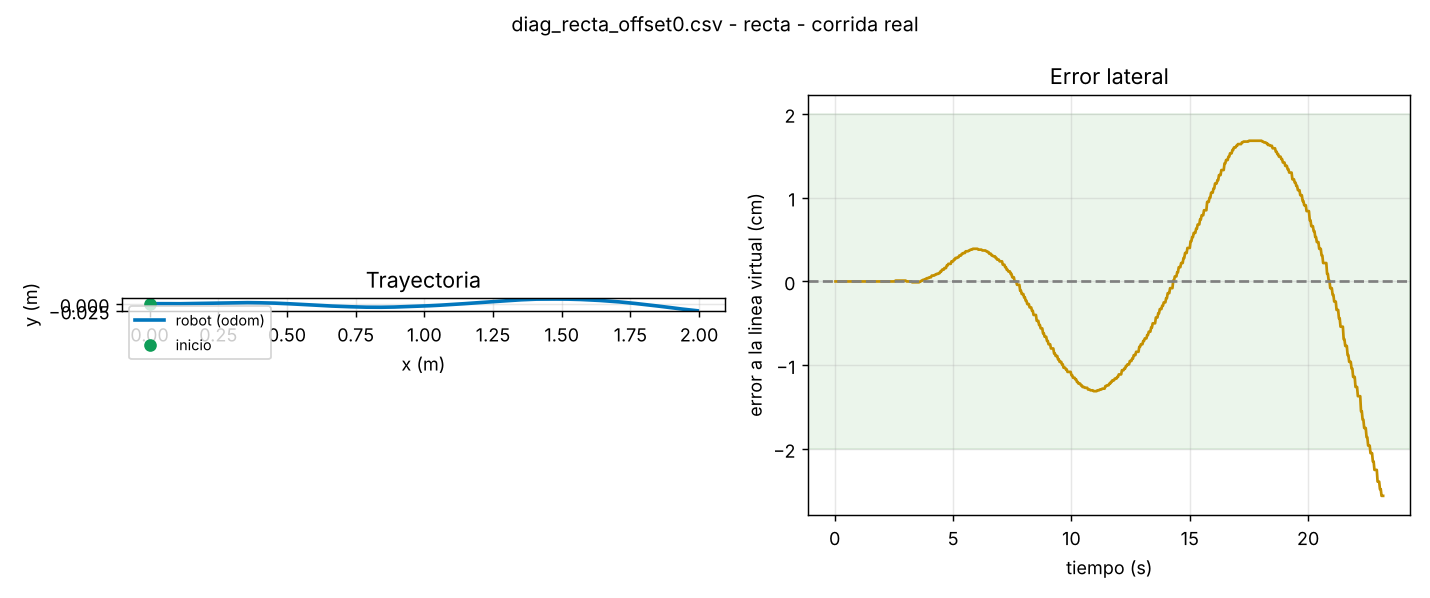 diag_recta_offset0.csv - recta - corrida real
Trayectoria
y (m)
0.000
−0.025
robot (odom)
inicio
0.00 0.25 0.50 0.75 1.00 1.25 1.50 1.75 2.00
x (m)
Error lateral
error a la linea virtual (cm)
2
1
0
−1
−2
0 5 10 15 20
tiempo (s)